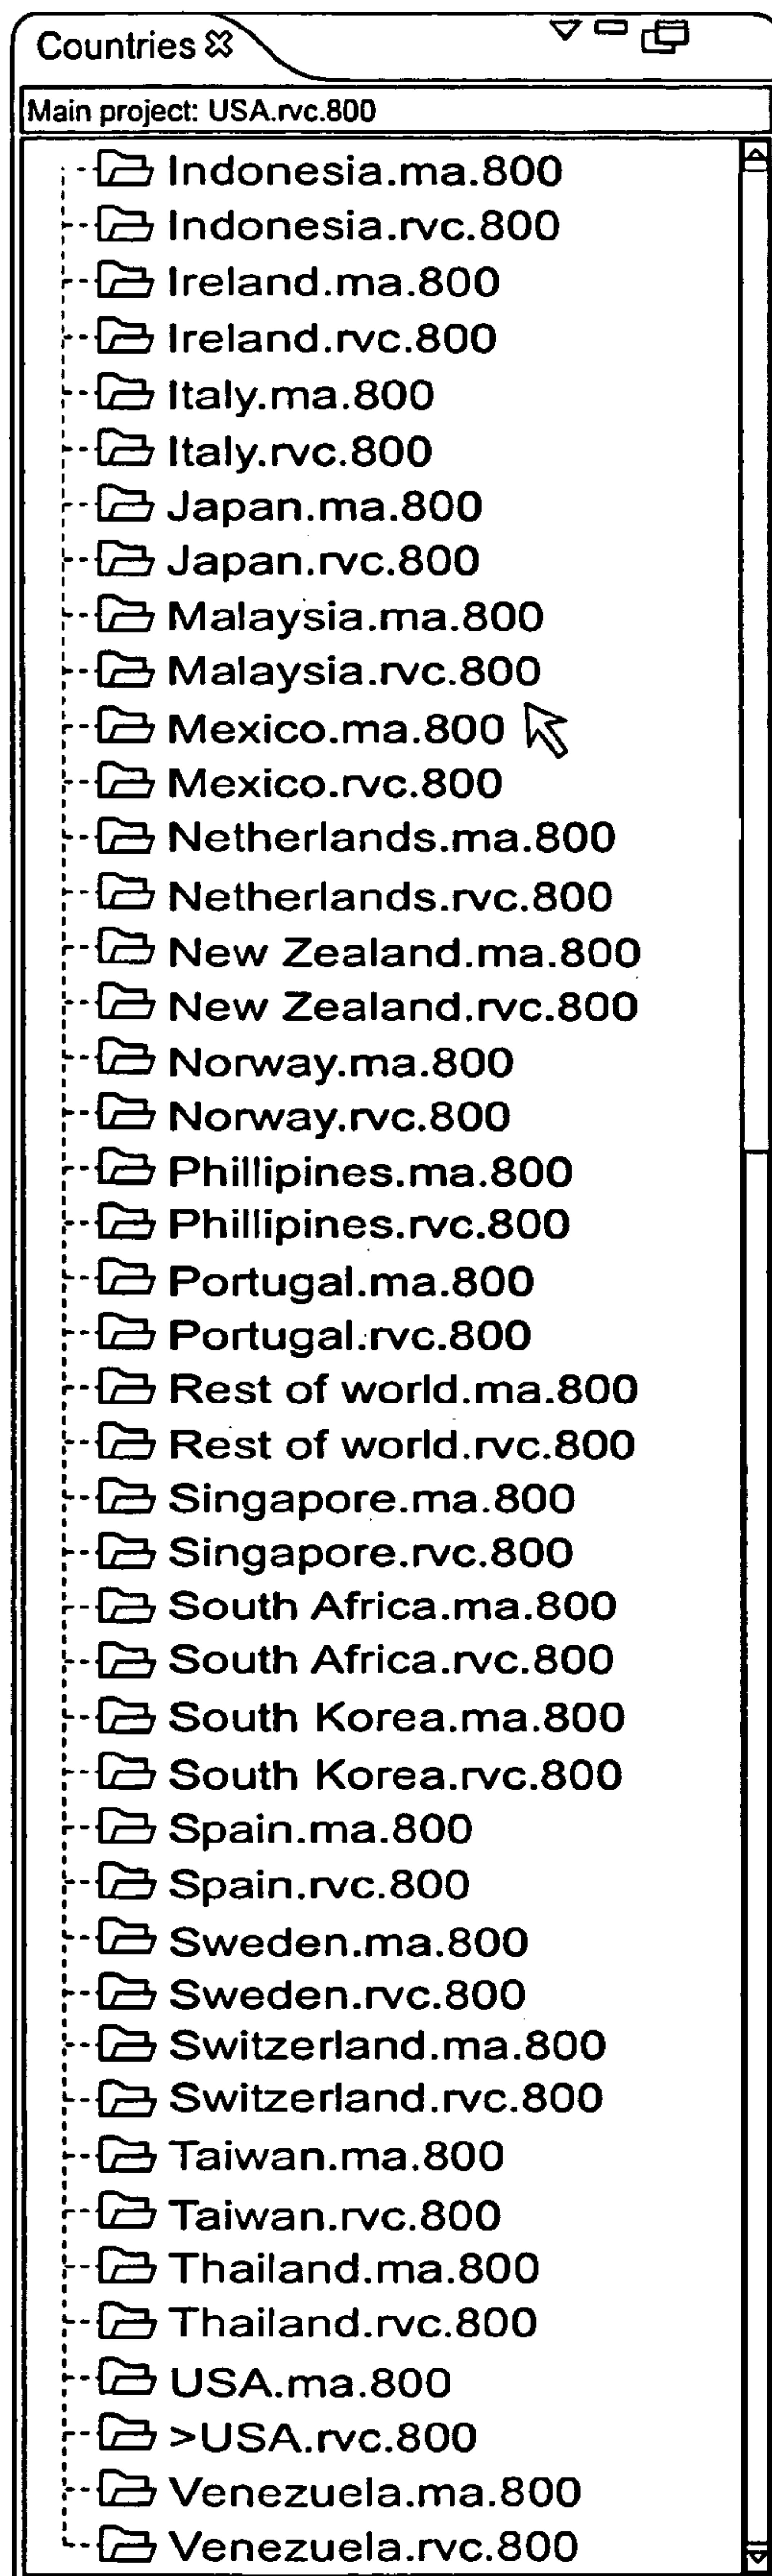 Countries
Main project: USA.rvc.800
Indonesia.ma.800
Indonesia.rvc.800
Ireland.ma.800
Ireland.rvc.800
Italy.ma.800
Italy.rvc.800
Japan.ma.800
Japan.rvc.800
Malaysia.ma.800
Malaysia.rvc.800
Mexico.ma.800
Mexico.rvc.800
Netherlands.ma.800
Netherlands.rvc.800
New Zealand.ma.800
New Zealand.rvc.800
Norway.ma.800
Norway.rvc.800
Phillipines.ma.800
Phillipines.rvc.800
Portugal.ma.800
Portugal.rvc.800
Rest of world.ma.800
Rest of world.rvc.800
Singapore.ma.800
Singapore.rvc.800
South Africa.ma.800
South Africa.rvc.800
South Korea.ma.800
South Korea.rvc.800
Spain.ma.800
Spain.rvc.800
Sweden.ma.800
Sweden.rvc.800
Switzerland.ma.800
Switzerland.rvc.800
Taiwan.ma.800
Taiwan.rvc.800
Thailand.ma.800
Thailand.rvc.800
USA.ma.800
>USA.rvc.800
Venezuela.ma.800
Venezuela.rvc.800